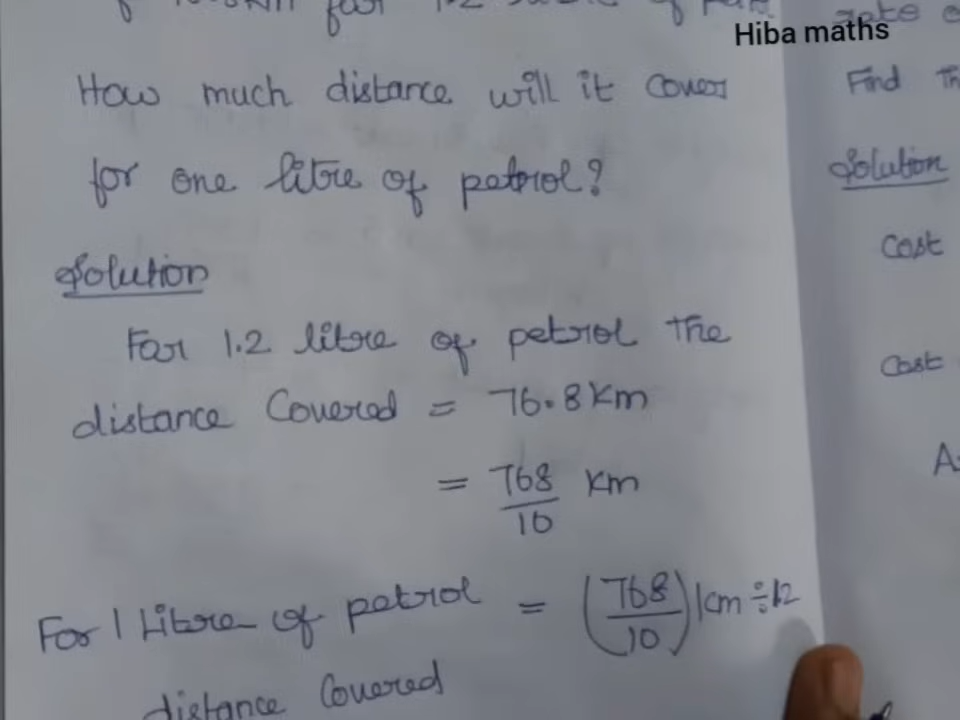 Hiba maths
How much distance will it cover
for one litre of petrol?
Solution
For 1.2 litre of petrol The
distance Covered = 76.8 Km
= 768/10 Km
For 1 Litre of petrol = (768/10) km ÷ 12
distance Covered
Find
Solution
Cost
Cost